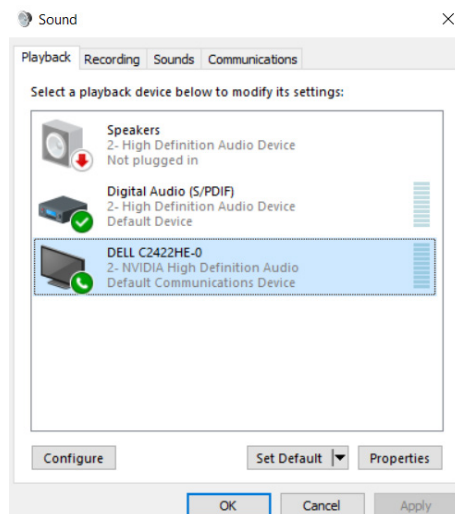 Sound
Playback Recording Sounds Communications
Select a playback device below to modify its settings:
Speakers
2- High Definition Audio Device
Not plugged in
Digital Audio (S/PDIF)
2- High Definition Audio Device
Default Device
DELL C2422HE-0
2- NVIDIA High Definition Audio
Default Communications Device
Configure Set Default Properties
OK Cancel Apply